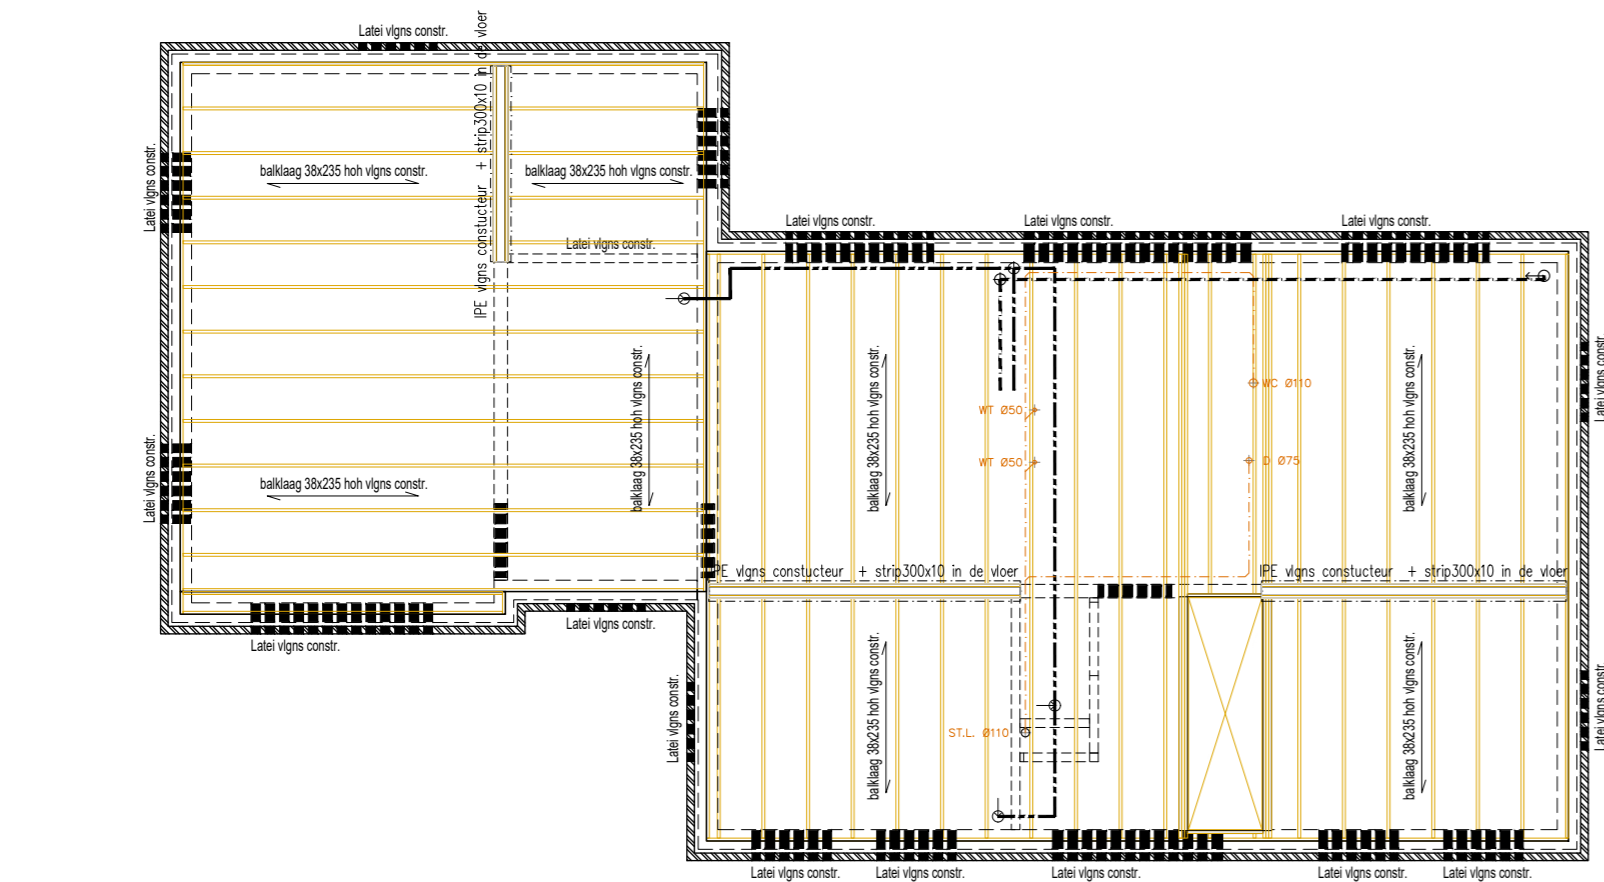 Latei vlgns constr.
IPE vlgns constucteur + strip300x10 in de vloer
Latei vlgns constr.
balklaag 38x235 hoh vlgns constr.
balklaag 38x235 hoh vlgns constr.
Latei vlgns constr.
Latei vlgns constr.
Latei vlgns constr.
Latei vlgns constr.
balklaag 38x235 hoh vlgns constr.
balklaag 38x235 hoh vlgns constr.
balklaag 38x235 hoh vlgns constr.
Latei vlgns constr.
WC Ø110
WT Ø50
WT Ø50
D Ø75
Latei vlgns constr.
balklaag 38x235 hoh vlgns constr.
PE vlgns constucteur + strip300x10 in de vloer
IPE vlgns constucteur + strip300x10 in de vloer
Latei vlgns constr.
Latei vlgns constr.
Latei vlgns constr.
balklaag 38x235 hoh vlgns constr.
balklaag 38x235 hoh vlgns constr.
Latei vlgns constr.
ST.L. Ø110
Latei vlgns constr.
Latei vlgns constr.
Latei vlgns constr.
Latei vlgns constr.
Latei vlgns constr.